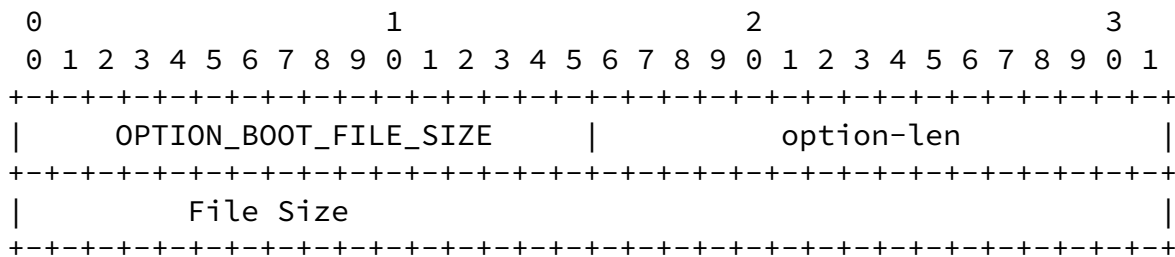 0                   1                   2                   3
 0 1 2 3 4 5 6 7 8 9 0 1 2 3 4 5 6 7 8 9 0 1 2 3 4 5 6 7 8 9 0 1
+-+-+-+-+-+-+-+-+-+-+-+-+-+-+-+-+-+-+-+-+-+-+-+-+-+-+-+-+-+-+-+-+
|     OPTION_BOOT_FILE_SIZE     |          option-len           |
+-+-+-+-+-+-+-+-+-+-+-+-+-+-+-+-+-+-+-+-+-+-+-+-+-+-+-+-+-+-+-+-+
|         File Size                                             |
+-+-+-+-+-+-+-+-+-+-+-+-+-+-+-+-+-+-+-+-+-+-+-+-+-+-+-+-+-+-+-+-+